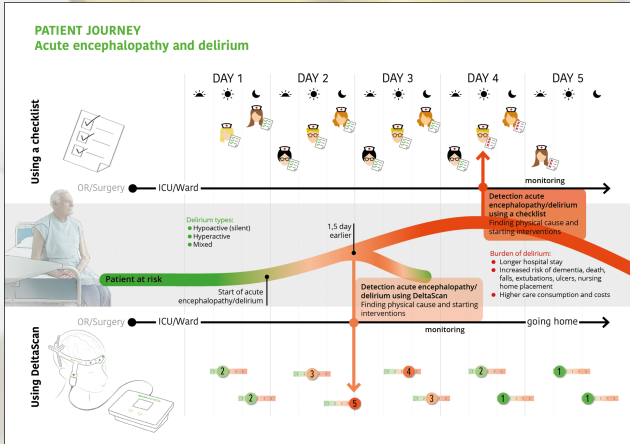 PATIENT JOURNEY
Acute encephalopathy and delirium
DAY 1
DAY 2
DAY 3
DAY 4
DAY 5
Using a checklist
OR/Surgery
ICU/Ward
monitoring
Delirium types:
Hypoactive (silent)
Hyperactive
Mixed
1,5 day
earlier
Detection acute
encephalopathy/delirium
using a checklist
Finding physical cause and
starting interventions
Patient at risk
Start of acute
encephalopathy/delirium
Detection acute encephalopathy/
delirium using DeltaScan
Finding physical cause and starting
interventions
Burden of delirium:
Longer hospital stay
Increased risk of dementia, death,
falls, extubations, ulcers, nursing
home placement
Higher care consumption and costs
Using DeltaScan
OR/Surgery
ICU/Ward
monitoring
going home
2
3
4
2
1
2
5
3
1
1